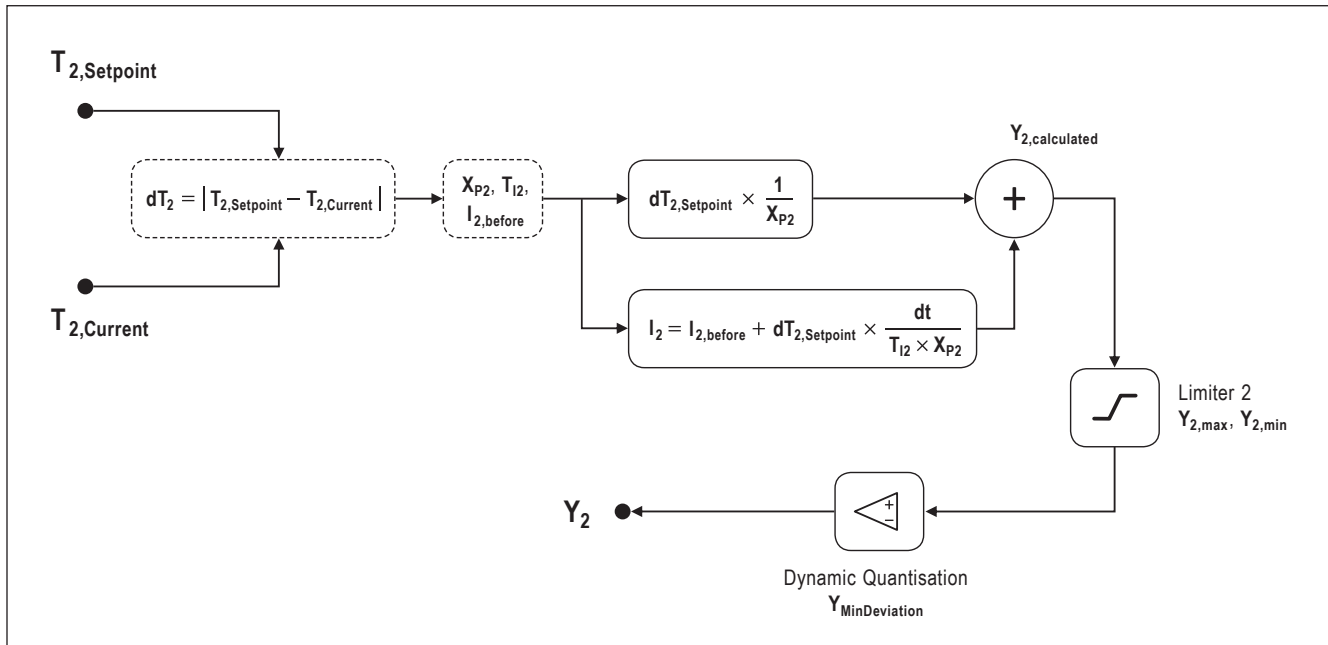 T2,Setpoint
Y2,calculated
dT2 = |T2,Setpoint − T2,Current|
XP2, TI2,
I2,before
dT2,Setpoint × 1/XP2
+
T2,Current
I2 = I2,before + dT2,Setpoint × dt/(TI2 × XP2)
Limiter 2
Y2,max, Y2,min
Y2
+
−
Dynamic Quantisation
YMinDeviation